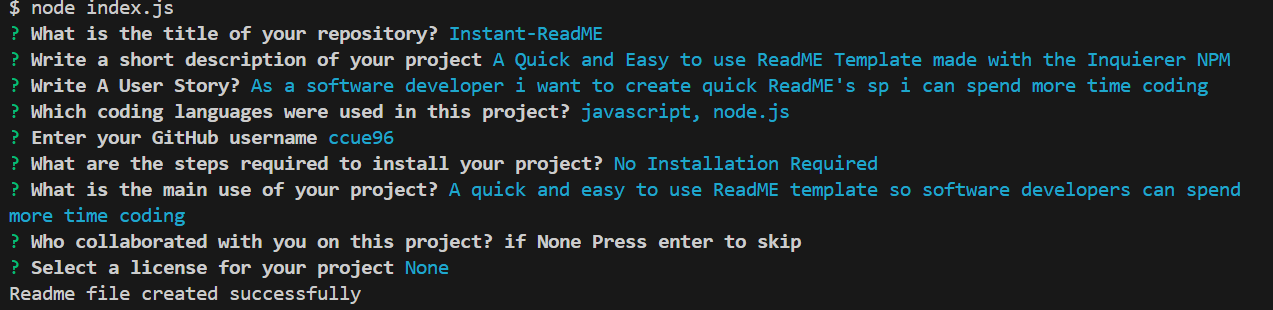 $ node index.js
? What is the title of your repository? Instant-ReadME
? Write a short description of your project A Quick and Easy to use ReadME Template made with the Inquierer NPM
? Write A User Story? As a software developer i want to create quick ReadME's sp i can spend more time coding
? Which coding languages were used in this project? javascript, node.js
? Enter your GitHub username ccue96
? What are the steps required to install your project? No Installation Required
? What is the main use of your project? A quick and easy to use ReadME template so software developers can spend
more time coding
? Who collaborated with you on this project? if None Press enter to skip
? Select a license for your project None
Readme file created successfully